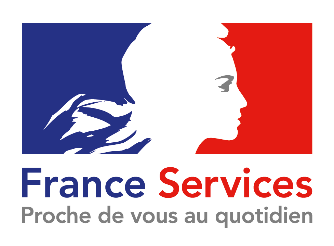 France Services
Proche de vous au quotidien